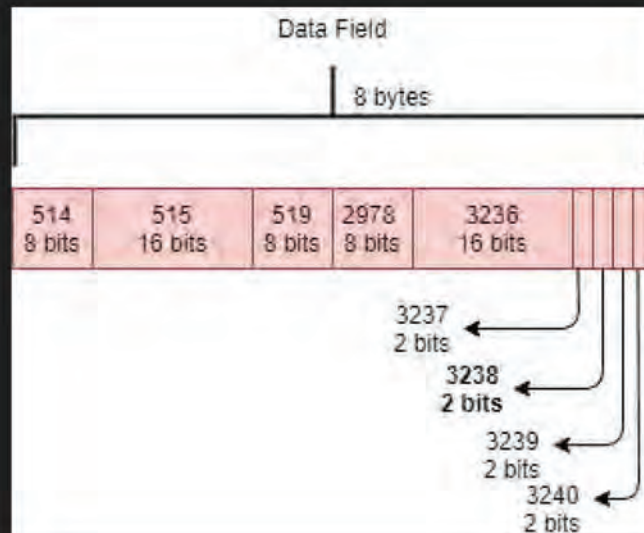 Data Field
8 bytes
514 515 519 2978 3236
8 bits 16 bits 8 bits 8 bits 16 bits
3237
2 bits
3238
2 bits
3239
2 bits
3240
2 bits